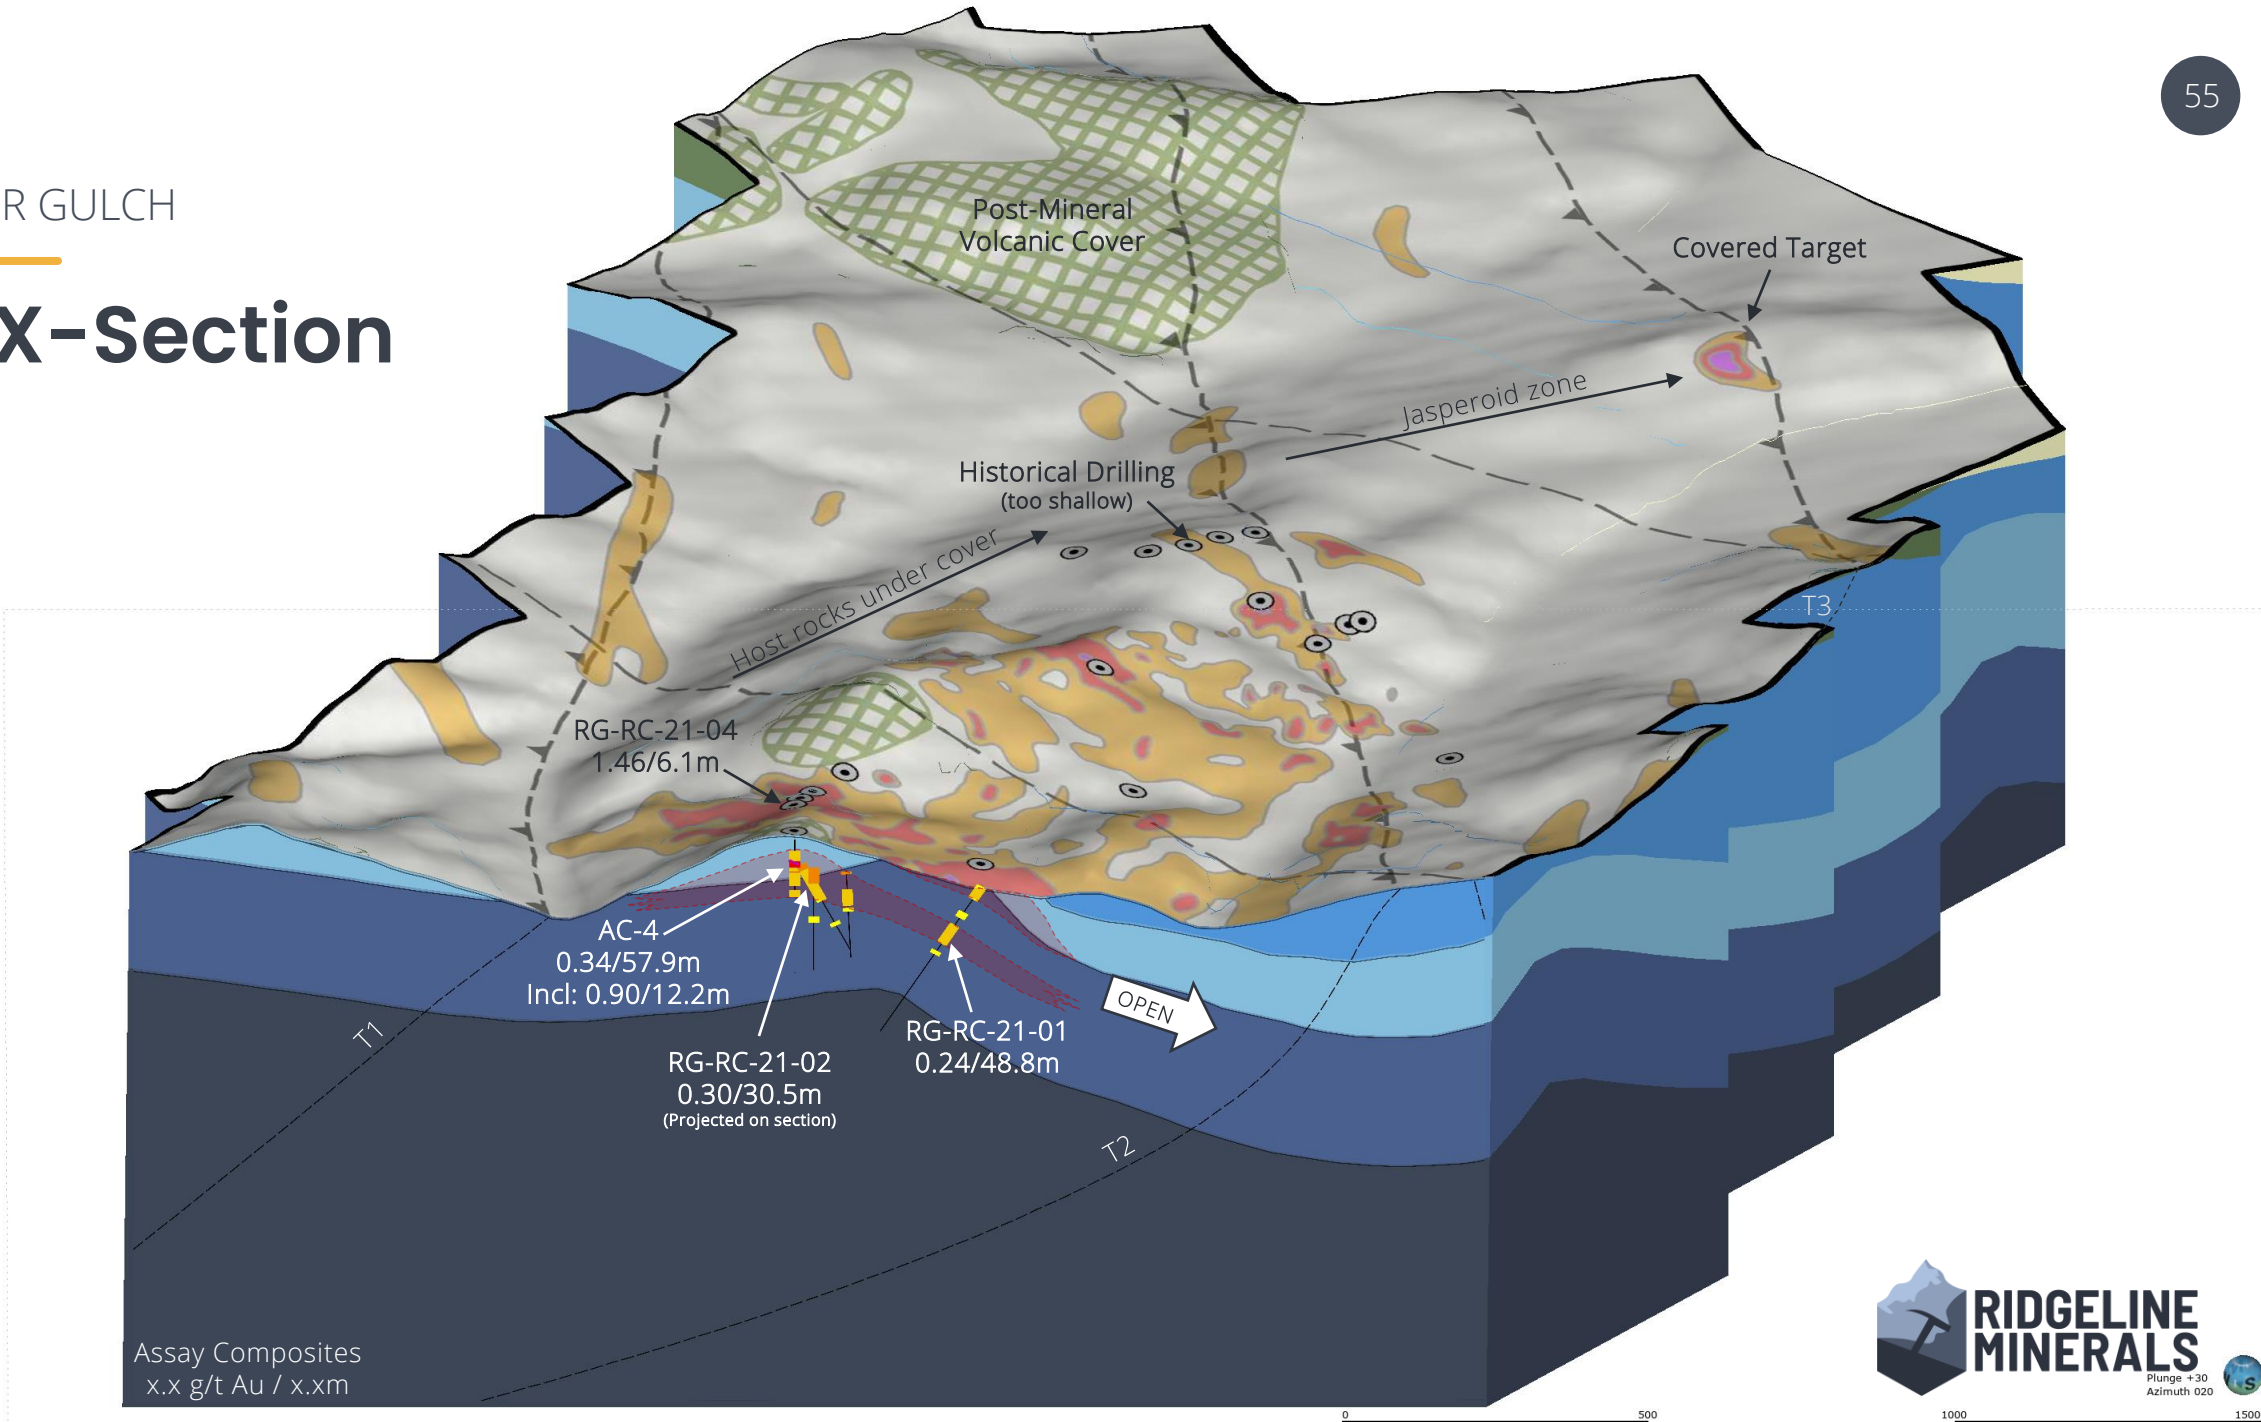 55
R GULCH
X-Section
Post-Mineral
Volcanic Cover
Covered Target
Jasperoid zone
Historical Drilling
(too shallow)
Host rocks under cover
T3
RG-RC-21-04
1.46/6.1m
AC-4
0.34/57.9m
Incl: 0.90/12.2m
OPEN
T1
RG-RC-21-01
0.24/48.8m
RG-RC-21-02
0.30/30.5m
(Projected on section)
T2
Assay Composites
x.x g/t Au / x.xm
RIDGELINE
MINERALS
Plunge +30
Azimuth 020
S
0 500 1000 1500